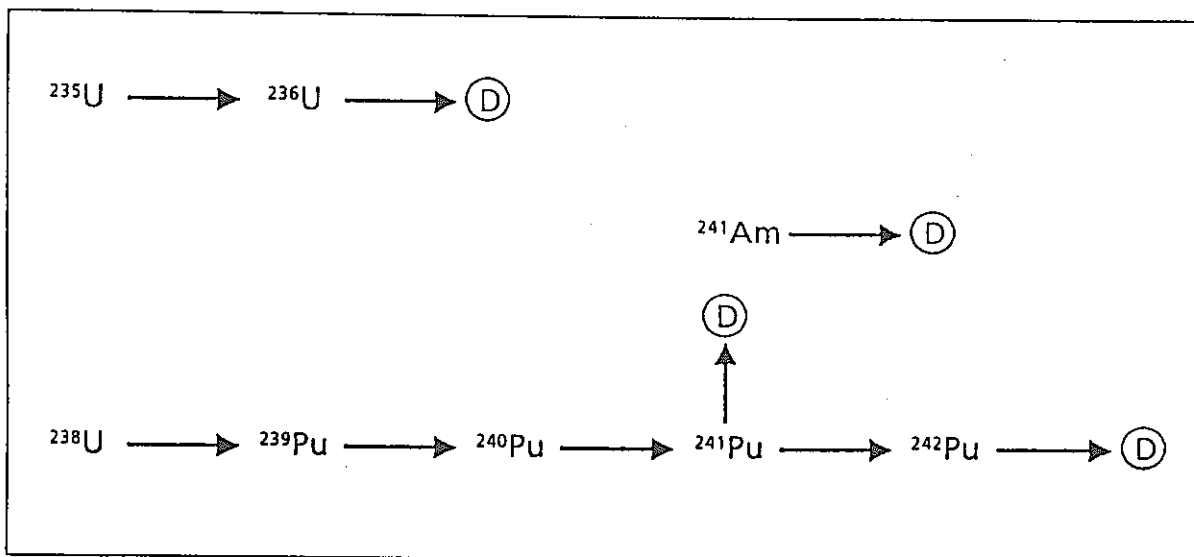 ²³⁵U ²³⁶U D
²⁴¹Am D
D
²³⁸U ²³⁹Pu ²⁴⁰Pu ²⁴¹Pu ²⁴²Pu D